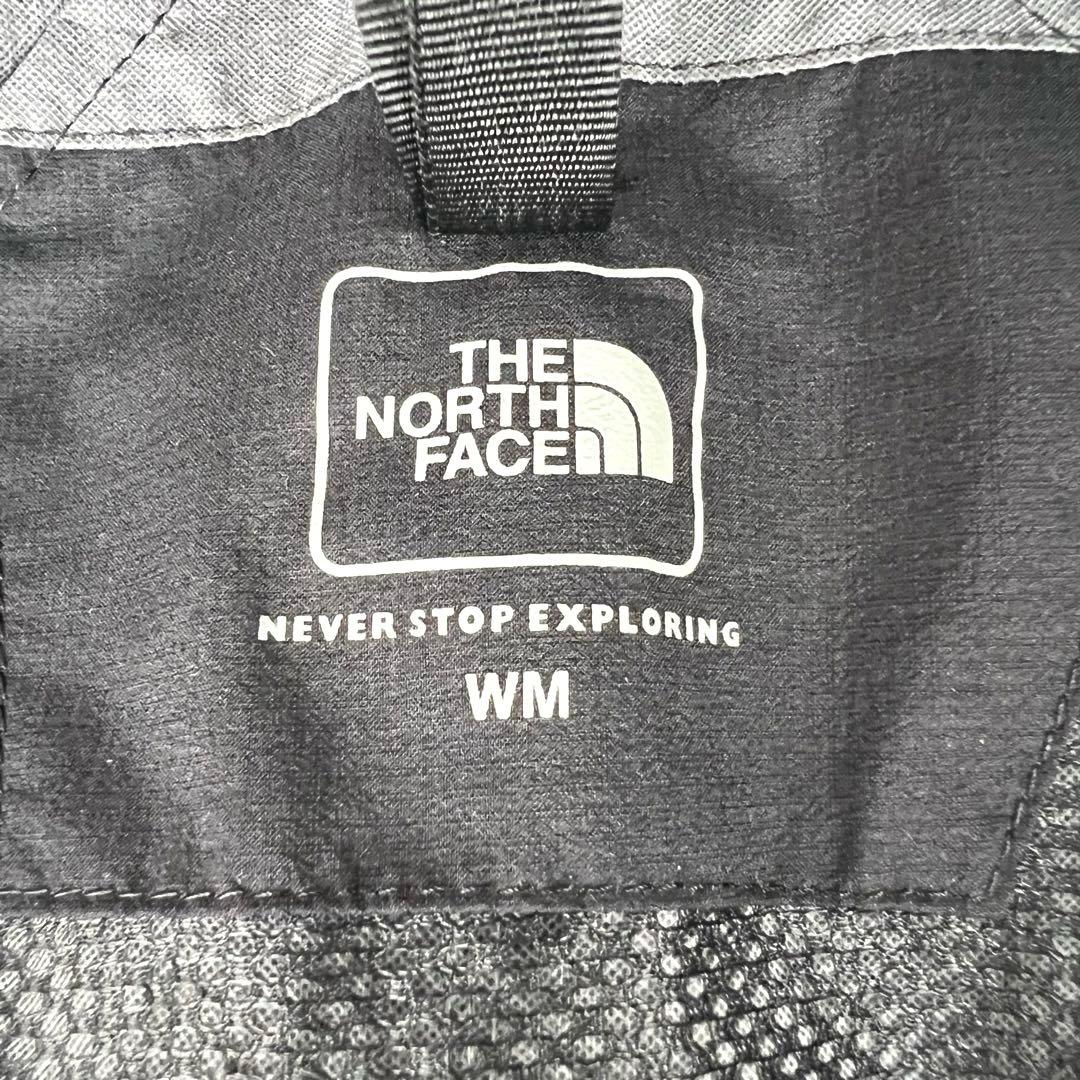 THE
NORTH
FACE
NEVER STOP EXPLORING
WM